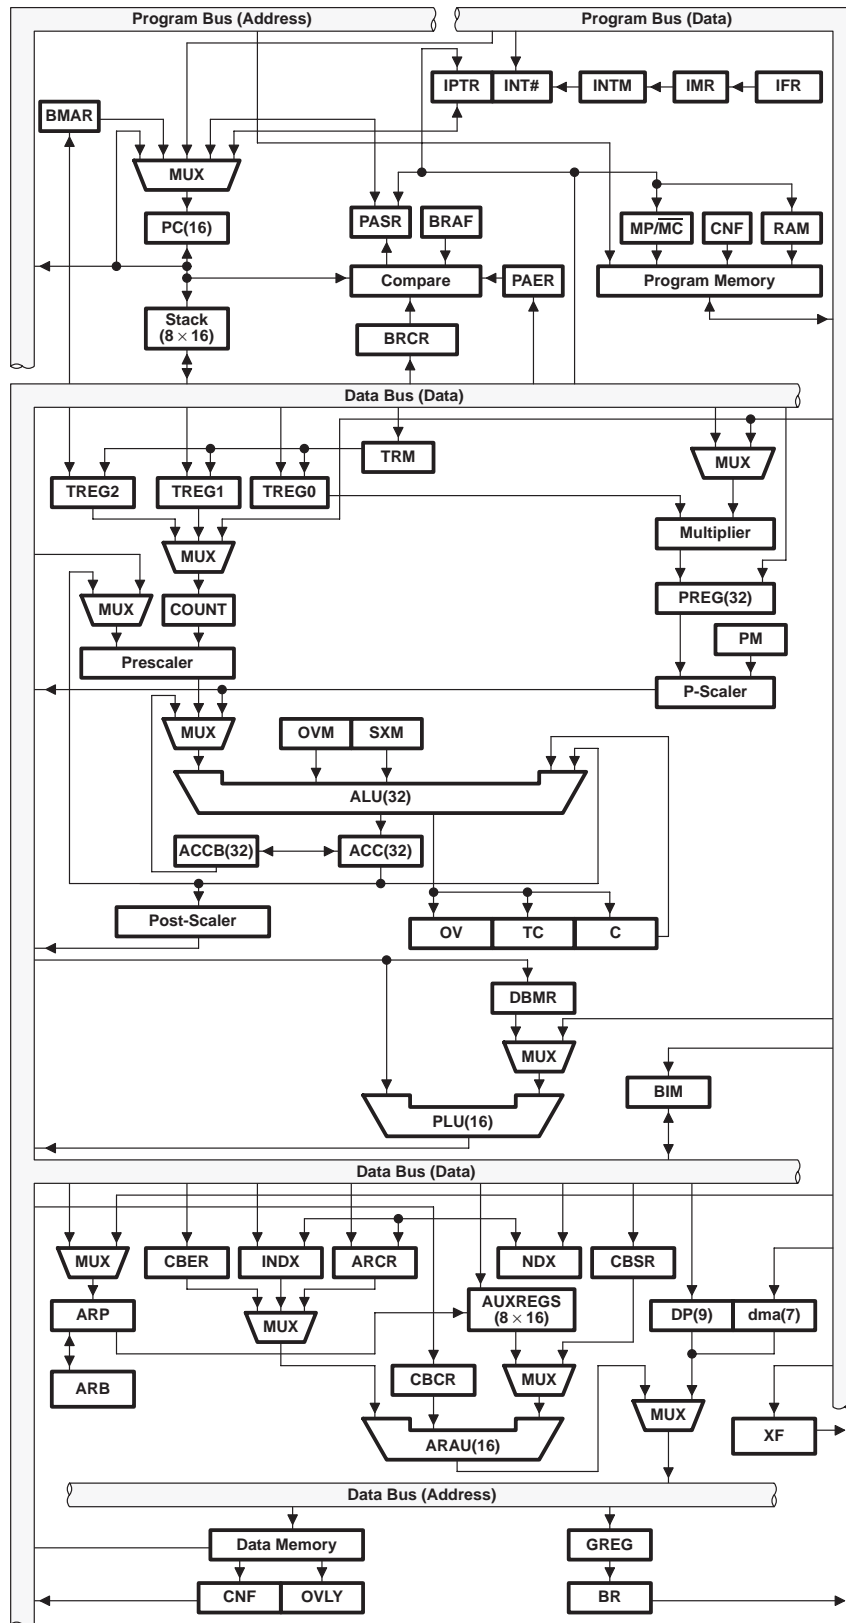 Program Bus (Address)
Program Bus (Data)
IPTR
INT#
INTM
IMR
IFR
BMAR
MUX
PC(16)
PASR
BRAF
MP/MC
CNF
RAM
Compare
PAER
Program Memory
Stack
(8 × 16)
BRCR
Data Bus (Data)
TRM
MUX
TREG2
TREG1
TREG0
Multiplier
MUX
MUX
COUNT
PREG(32)
PM
Prescaler
P-Scaler
MUX
OVM
SXM
ALU(32)
ACCB(32)
ACC(32)
Post-Scaler
OV
TC
C
DBMR
MUX
BIM
PLU(16)
Data Bus (Data)
MUX
CBER
INDX
ARCR
NDX
CBSR
ARP
MUX
AUXREGS
(8 × 16)
DP(9)
dma(7)
ARB
CBCR
MUX
MUX
ARAU(16)
XF
Data Bus (Address)
Data Memory
GREG
CNF
OVLY
BR